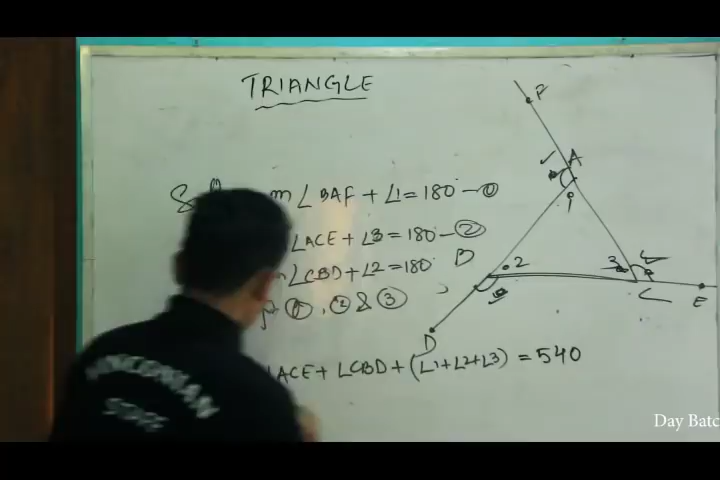 TRIANGLE
m∠BAF + ∠1 = 180 — ①
∠ACE + ∠3 = 180 — ②
∠CBD + ∠2 = 180
①, ② & ③
∠ACE + ∠CBD + (∠1+∠2+∠3) = 540
F
A
1
B
2
3
C
E
D
STORE
Day Batc